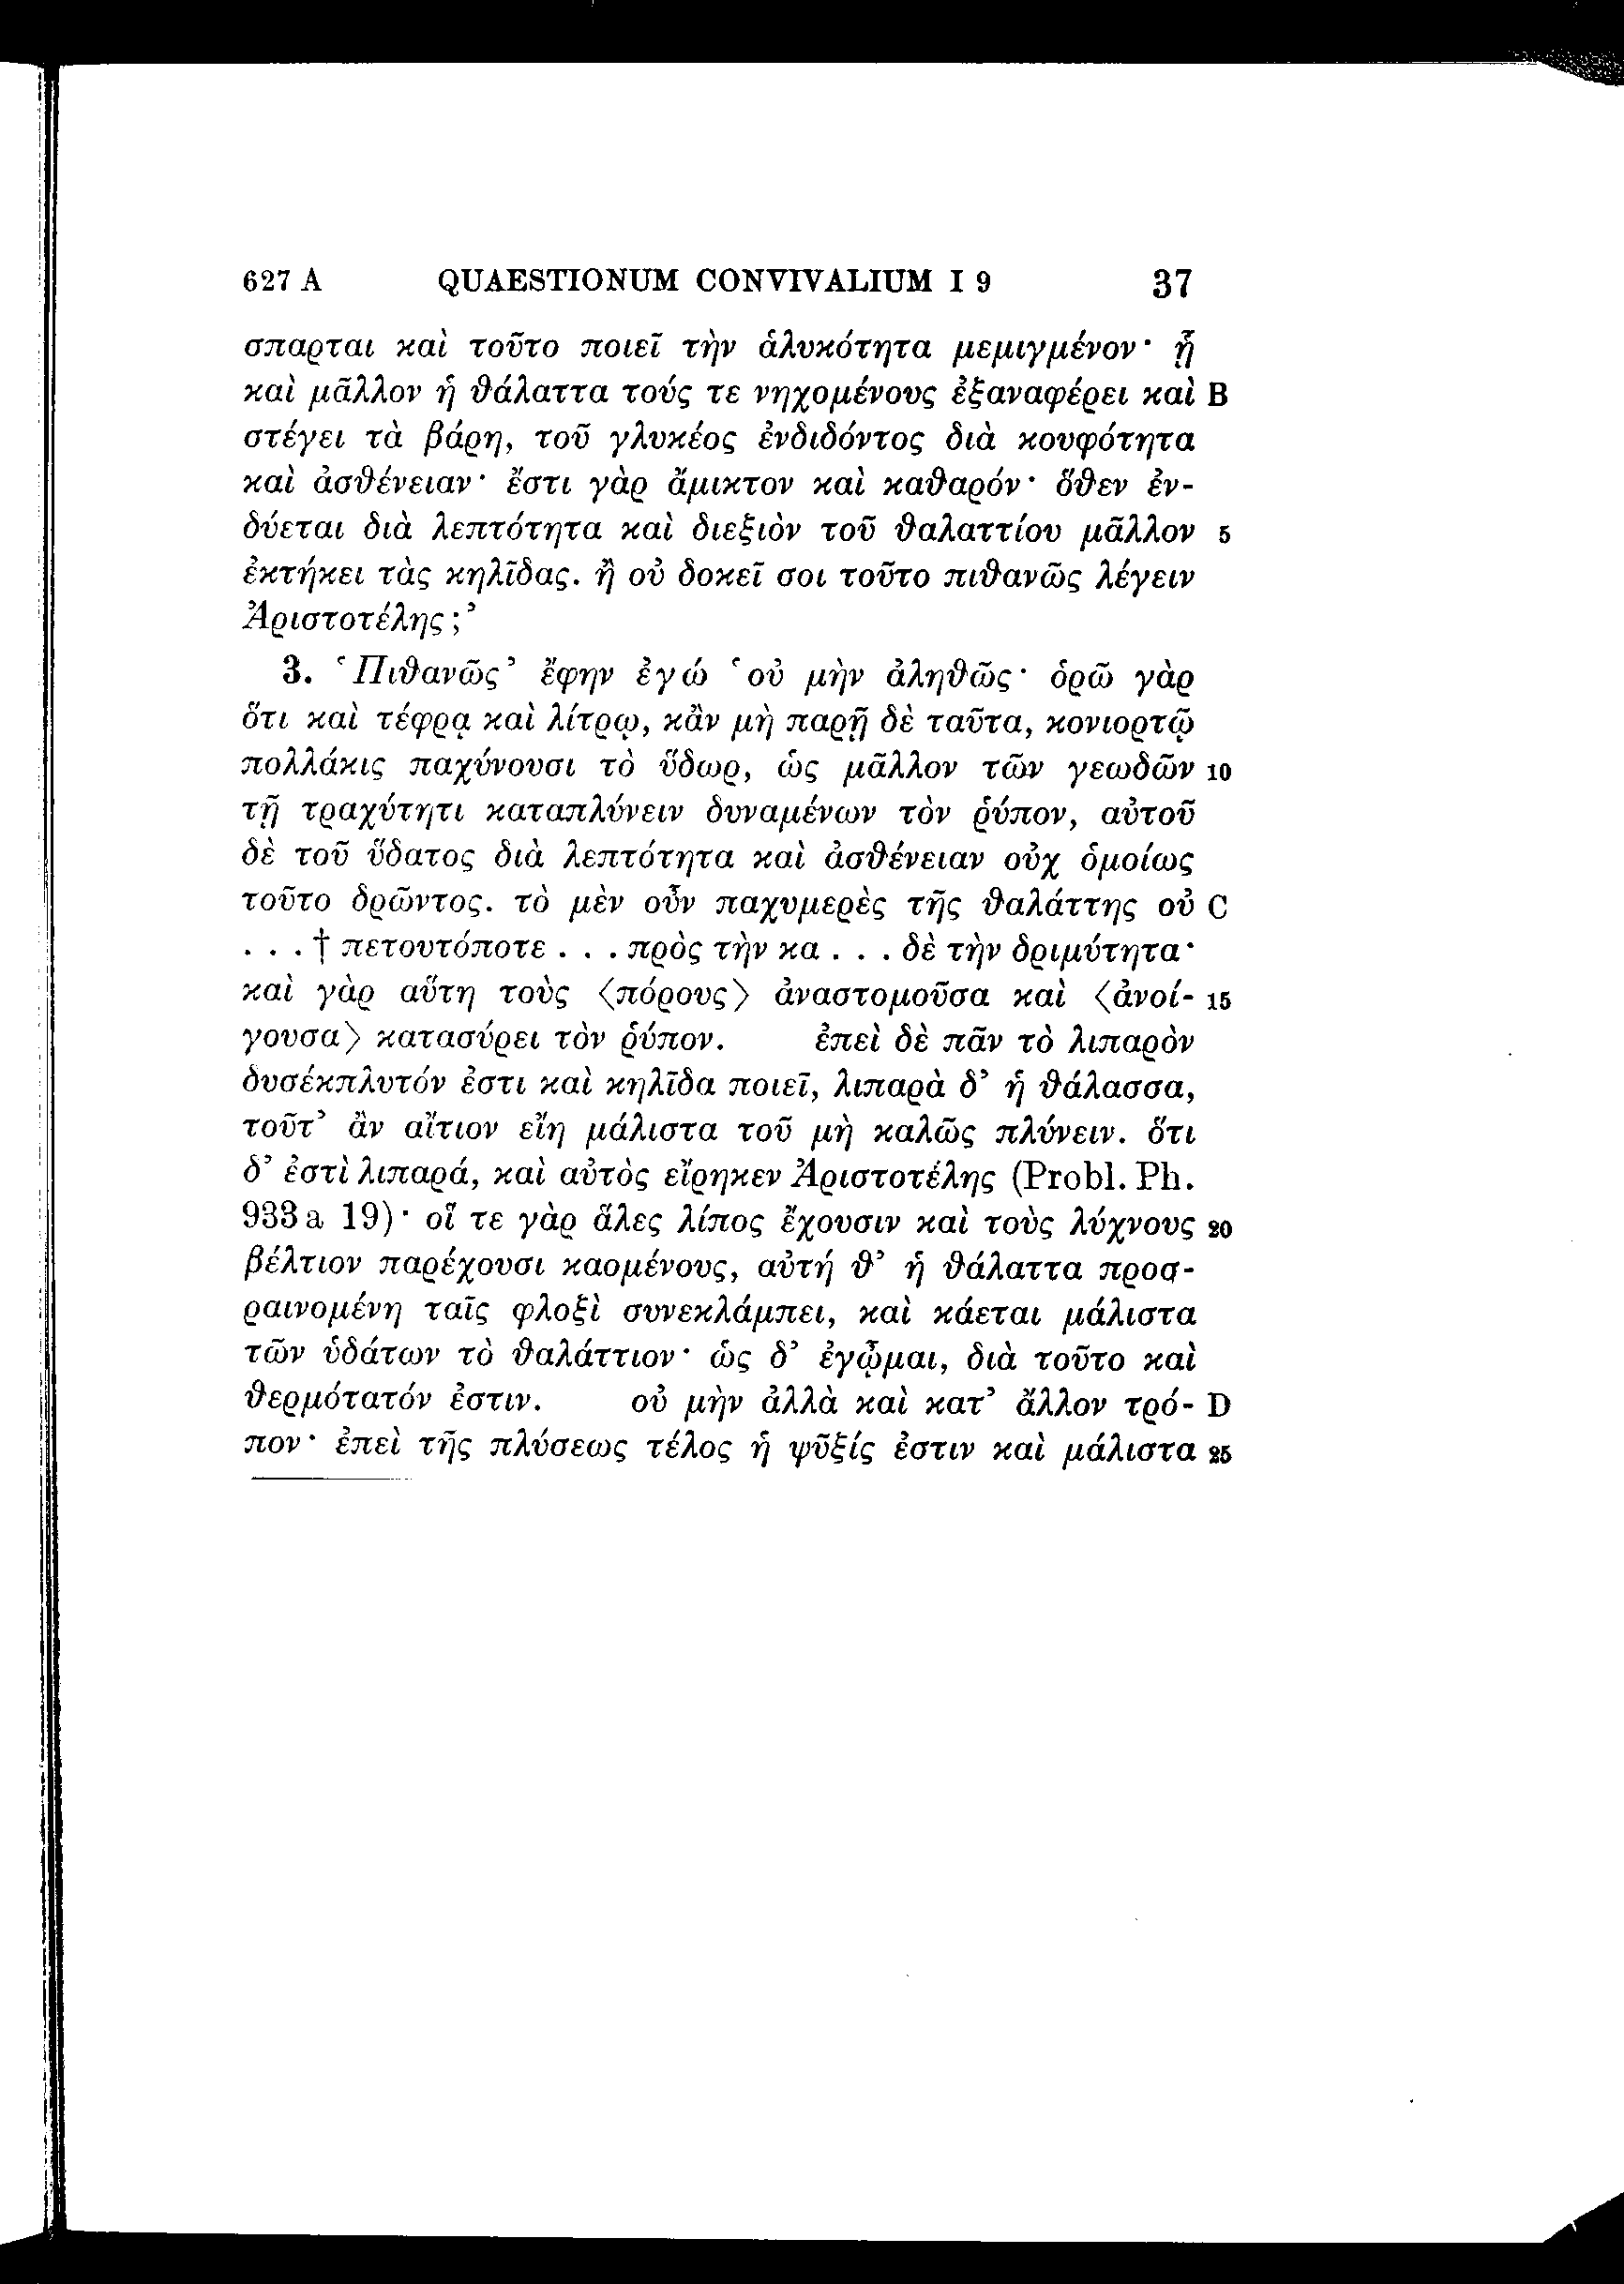 627 A QUAESTIONUM CONVIVALIUM I 9 37
σπαρται καὶ τοῦτο ποιεῖ τὴν ἁλυκότητα μεμιγμένον· ᾗ
καὶ μᾶλλον ἡ θάλαττα τούς τε νηχομένους ἐξαναφέρει καὶ B
στέγει τὰ βάρη, τοῦ γλυκέος ἐνδιδόντος διὰ κουφότητα
καὶ ἀσθένειαν· ἔστι γὰρ ἄμικτον καὶ καθαρόν· ὅθεν ἐν-
δύεται διὰ λεπτότητα καὶ διεξιὸν τοῦ θαλαττίου μᾶλλον 5
ἐκτήκει τὰς κηλῖδας. ἢ οὐ δοκεῖ σοι τοῦτο πιθανῶς λέγειν
Ἀριστοτέλης;’
3. ‘Πιθανῶς’ ἔφην ἐγώ ‘οὐ μὴν ἀληθῶς· ὁρῶ γὰρ
ὅτι καὶ τέφρᾳ καὶ λίτρῳ, κἂν μὴ παρῇ δὲ ταῦτα, κονιορτῷ
πολλάκις παχύνουσι τὸ ὕδωρ, ὡς μᾶλλον τῶν γεωδῶν 10
τῇ τραχύτητι καταπλύνειν δυναμένων τὸν ῥύπον, αὐτοῦ
δὲ τοῦ ὕδατος διὰ λεπτότητα καὶ ἀσθένειαν οὐχ ὁμοίως
τοῦτο δρῶντος. τὸ μὲν οὖν παχυμερὲς τῆς θαλάττης οὐ C
. . . † πετουτόποτε . . . πρὸς τὴν κα . . . δὲ τὴν δριμύτητα·
καὶ γὰρ αὕτη τοὺς ⟨πόρους⟩ ἀναστομοῦσα καὶ ⟨ἀνοί- 15
γουσα⟩ κατασύρει τὸν ῥύπον. ἐπεὶ δὲ πᾶν τὸ λιπαρὸν
δυσέκπλυτόν ἐστι καὶ κηλῖδα ποιεῖ, λιπαρὰ δ’ ἡ θάλασσα,
τοῦτ’ ἂν αἴτιον εἴη μάλιστα τοῦ μὴ καλῶς πλύνειν. ὅτι
δ’ ἐστὶ λιπαρά, καὶ αὐτὸς εἴρηκεν Ἀριστοτέλης (Probl. Ph.
933 a 19)· οἵ τε γὰρ ἅλες λίπος ἔχουσιν καὶ τοὺς λύχνους 20
βέλτιον παρέχουσι καομένους, αὐτή θ’ ἡ θάλαττα προσ-
ραινομένη ταῖς φλοξὶ συνεκλάμπει, καὶ κάεται μάλιστα
τῶν ὑδάτων τὸ θαλάττιον· ὡς δ’ ἐγᾦμαι, διὰ τοῦτο καὶ
θερμότατόν ἐστιν. οὐ μὴν ἀλλὰ καὶ κατ’ ἄλλον τρό- D
πον· ἐπεὶ τῆς πλύσεως τέλος ἡ ψῦξίς ἐστιν καὶ μάλιστα 25